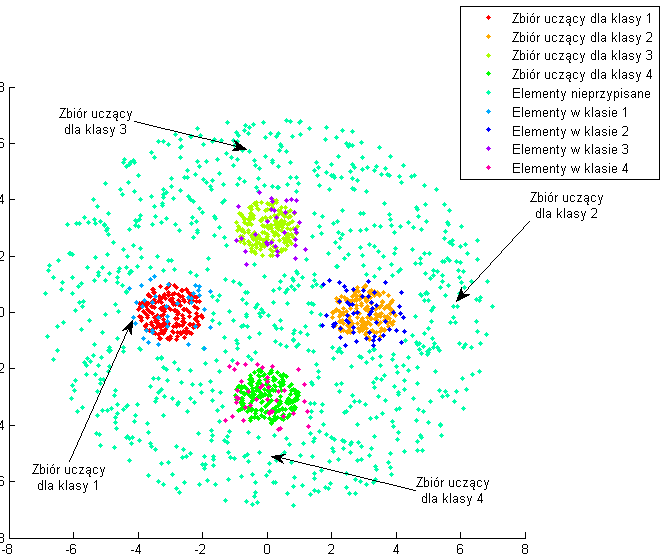 Zbiór uczący dla klasy 1
Zbiór uczący dla klasy 2
Zbiór uczący dla klasy 3
Zbiór uczący dla klasy 4
Elementy nieprzypisane
Elementy w klasie 1
Elementy w klasie 2
Elementy w klasie 3
Elementy w klasie 4
8
Zbiór uczący
dla klasy 3
6
4
Zbiór uczący
dla klasy 2
2
0
2
4
Zbiór uczący
dla klasy 1
6
Zbiór uczący
dla klasy 4
8
-8 -6 -4 -2 0 2 4 6 8